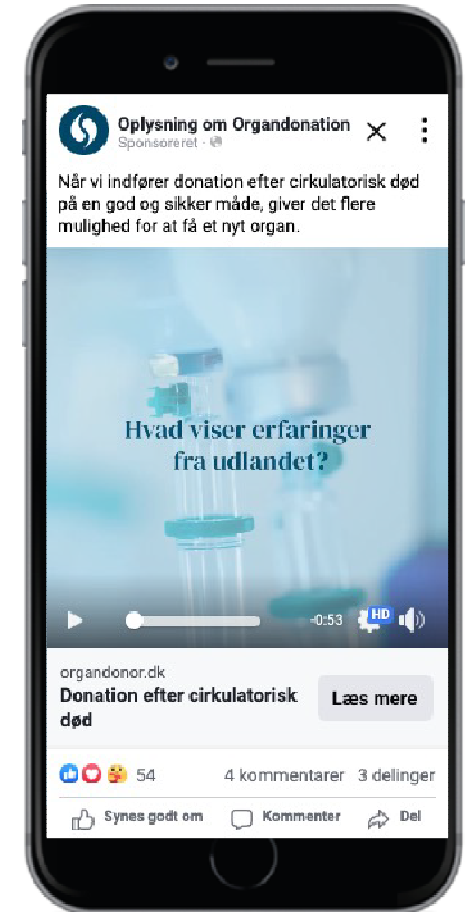 Oplysning om Organdonation
Sponsoreret ·
Når vi indfører donation efter cirkulatorisk død
på en god og sikker måde, giver det flere
mulighed for at få et nyt organ.
Hvad viser erfaringer
fra udlandet?
-0:53 HD
organdonor.dk
Donation efter cirkulatorisk
død
Læs mere
54 4 kommentarer 3 delinger
Synes godt om Kommenter Del